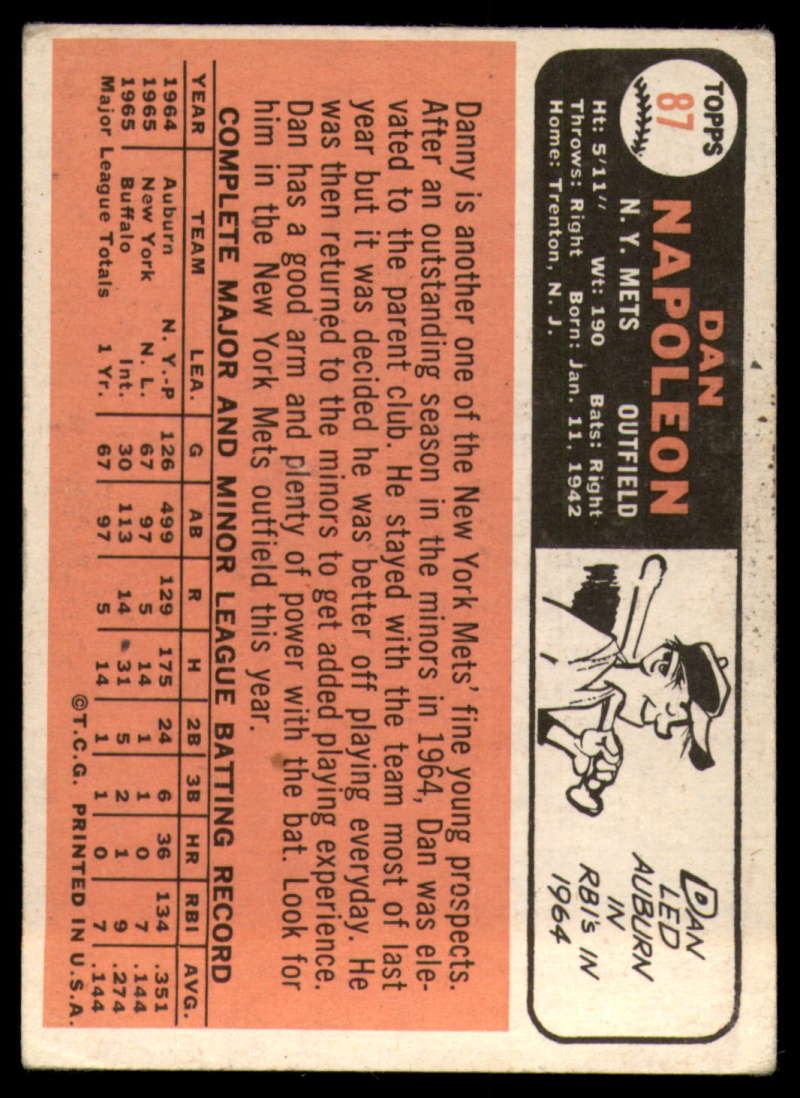 TOPPS
87
DAN
NAPOLEON
N. Y. METS OUTFIELD
Ht: 5'11" Wt: 190 Bats: Right
Throws: Right Born: Jan. 11, 1942
Home: Trenton, N. J.
DAN
LED
AUBURN
IN
RBI's IN
1964
Danny is another one of the New York Mets' fine young prospects.
After an outstanding season in the minors in 1964, Dan was ele-
vated to the parent club. He stayed with the team most of last
year but it was decided he was better off playing everyday. He
was then returned to the minors to get added playing experience.
Dan has a good arm and plenty of power with the bat. Look for
him in the New York Mets outfield this year.
COMPLETE MAJOR AND MINOR LEAGUE BATTING RECORD
YEAR TEAM LEA. G AB R H 2B 3B HR RBI AVG.
1964 Auburn N. Y.-P 126 499 129 175 24 6 36 134 .351
1965 New York N. L. 67 97 5 14 1 1 0 7 .144
1965 Buffalo Int. 30 113 14 31 5 2 1 9 .274
Major League Totals 1 Yr. 67 97 5 14 1 1 0 7 .144
©T.C.G. PRINTED IN U.S.A.